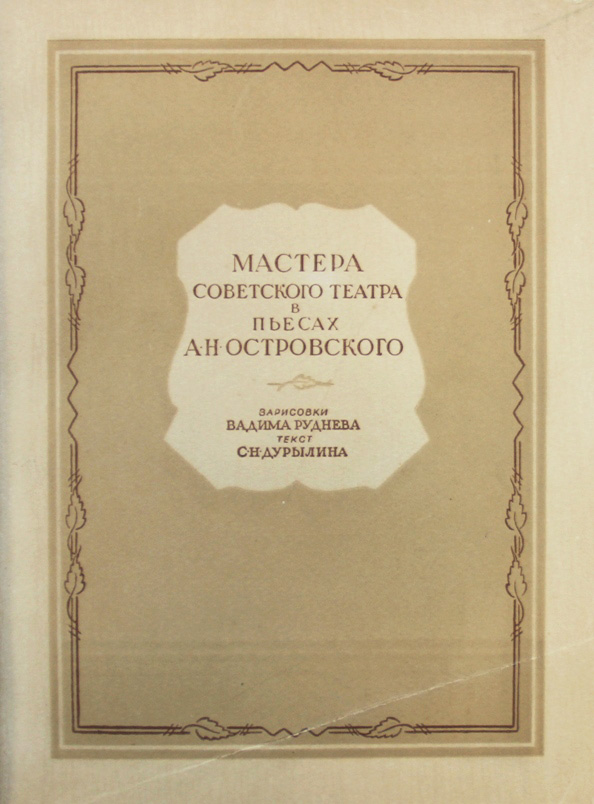 МАСТЕРА
СОВЕТСКОГО ТЕАТРА
В
ПЬЕСАХ
А·Н·ОСТРОВСКОГО
ЗАРИСОВКИ
ВАДИМА РУДНЕВА
ТЕКСТ
С·Н·ДУРЫЛИНА